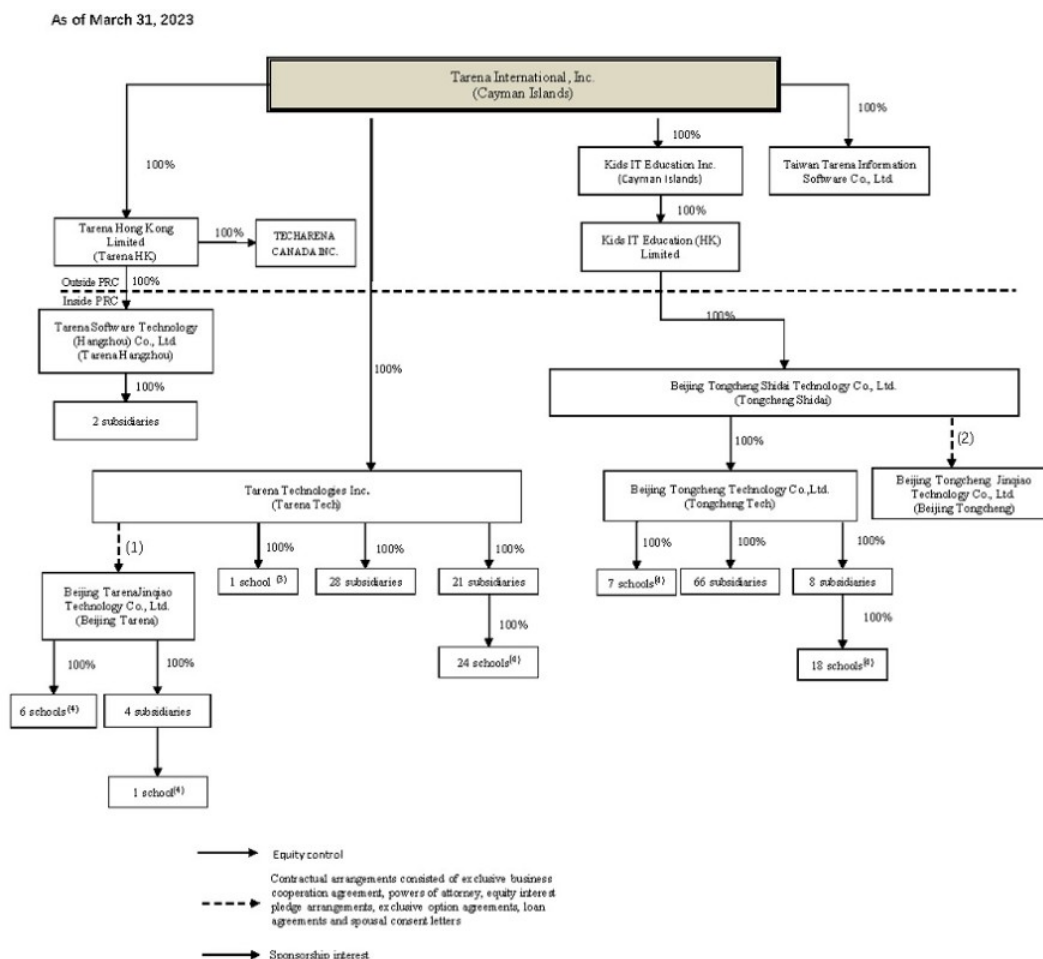 As of March 31, 2023
Tarena International, Inc.
(Cayman Islands)
100%
100%
100%
Kids IT Education Inc.
(Cayman Islands)
Taiwan Tarena Information
Software Co., Ltd.
100%
Tarena Hong Kong
Limited
(Tarena HK)
100%
TECHARENA
CANADA INC.
Kids IT Education (HK)
Limited
Outside PRC
100%
Inside PRC
Tarena Software Technology
(Hangzhou) Co., Ltd.
(Tarena Hangzhou)
100%
100%
100%
2 subsidiaries
Beijing Tongcheng Shidai Technology Co., Ltd.
(Tongcheng Shidai)
100%
(2)
Tarena Technologies Inc.
(Tarena Tech)
Beijing Tongcheng Technology Co.,Ltd.
(Tongcheng Tech)
Beijing Tongcheng Jinqiao
Technology Co., Ltd.
(Beijing Tongcheng)
(1)
100%
100%
100%
100%
100%
100%
1 school (3)
28 subsidiaries
21 subsidiaries
7 schools
66 subsidiaries
8 subsidiaries
Beijing TarenaJinqiao
Technology Co., Ltd.
(Beijing Tarena)
100%
100%
24 schools
18 schools
100%
100%
6 schools(4)
4 subsidiaries
1 school(4)
Equity control
Contractual arrangements consisted of exclusive business
cooperation agreement, powers of attorney, equity interest
pledge arrangements, exclusive option agreements, loan
agreements and spousal consent letters
Sponsorship interest